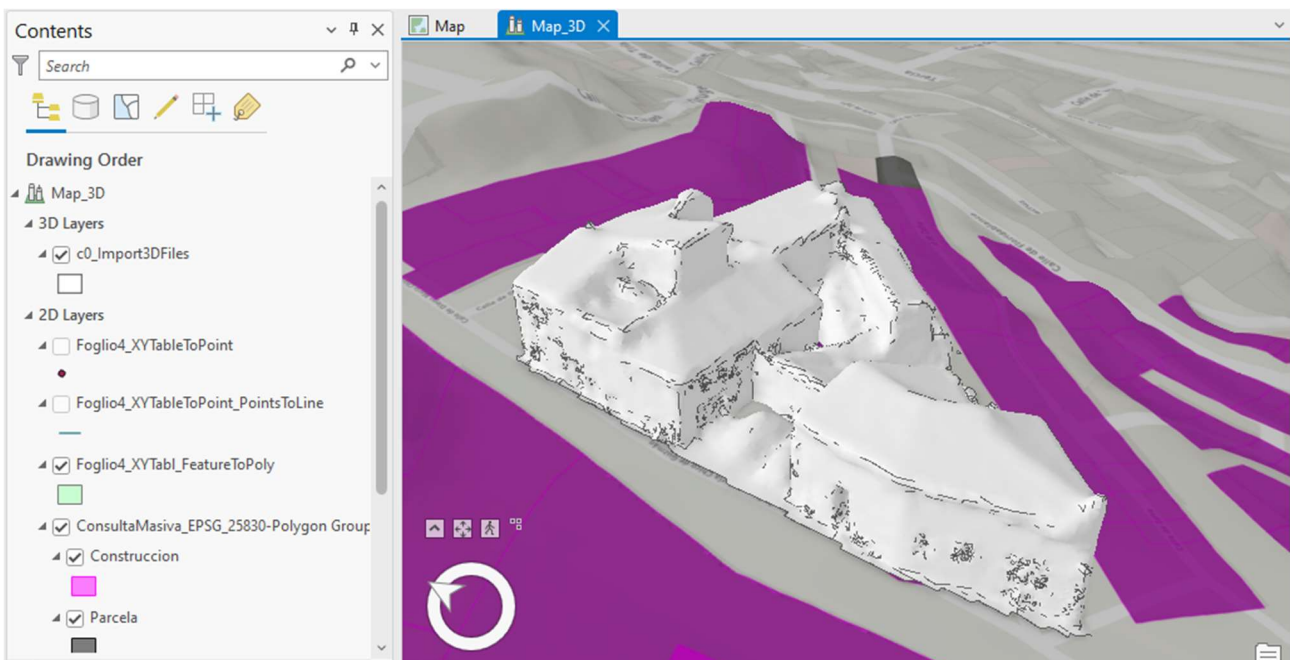 Contents
Map
Map_3D
Search
Drawing Order
Map_3D
3D Layers
c0_Import3DFiles
2D Layers
Foglio4_XYTableToPoint
Foglio4_XYTableToPoint_PointsToLine
Foglio4_XYTabl_FeatureToPoly
ConsultaMasiva_EPSG_25830-Polygon Group
Construccion
Parcela